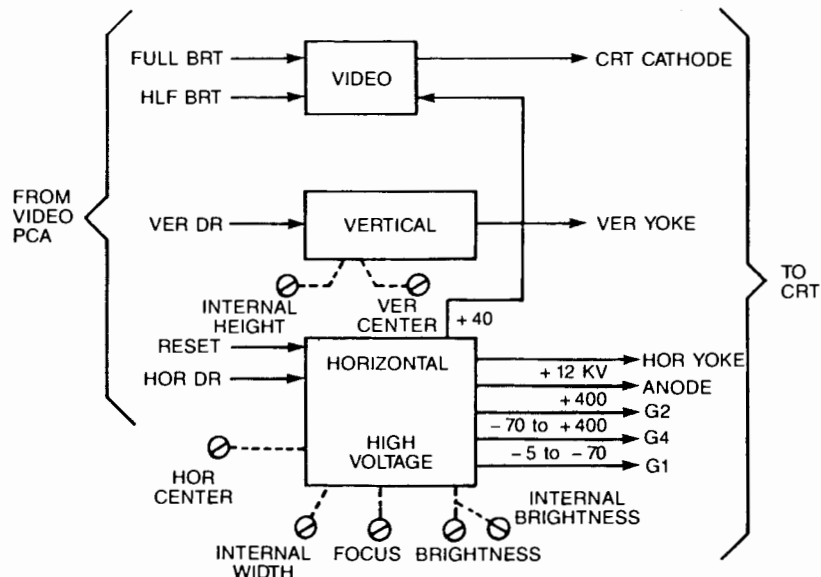 FULL BRT
HLF BRT
VIDEO
CRT CATHODE
FROM
VIDEO
PCA
VER DR
VERTICAL
VER YOKE
TO
CRT
INTERNAL
HEIGHT
VER
CENTER
+ 40
RESET
HOR DR
HORIZONTAL
HIGH
VOLTAGE
HOR YOKE
+ 12 KV
ANODE
+ 400
G2
- 70 to + 400
G4
- 5 to - 70
G1
HOR
CENTER
INTERNAL
WIDTH
FOCUS
BRIGHTNESS
INTERNAL
BRIGHTNESS